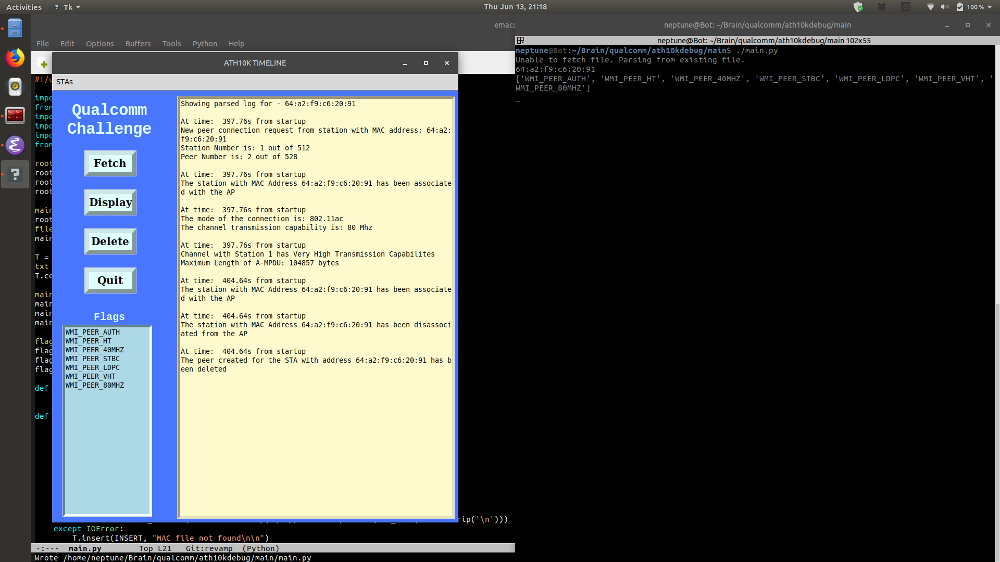 Activities
Tk
Thu Jun 13, 21:18
100 %
emacs
File Edit Options Buffers Tools Python Help
ATH10K TIMELINE
STAs
#!/u
impo
from
impo
impo
impo
from
root
root
root
root
main
root
file
main
T =
txt
T.co
main
main
main
main
flag
flag
flag
flag
def
def
Qualcomm
Challenge
Fetch
Display
Delete
Quit
Flags
WMI_PEER_AUTH
WMI_PEER_HT
WMI_PEER_40MHZ
WMI_PEER_STBC
WMI_PEER_LDPC
WMI_PEER_VHT
WMI_PEER_80MHZ
Showing parsed log for - 64:a2:f9:c6:20:91
At time:  397.76s from startup
New peer connection request from station with MAC address: 64:a2:
f9:c6:20:91
Station Number is: 1 out of 512
Peer Number is: 2 out of 528
At time:  397.76s from startup
The station with MAC Address 64:a2:f9:c6:20:91 has been associate
d with the AP
At time:  397.76s from startup
The mode of the connection is: 802.11ac
The channel transmission capability is: 80 Mhz
At time:  397.76s from startup
Channel with Station 1 has Very High Transmission Capabilites
Maximum Length of A-MPDU: 104857 bytes
At time:  404.64s from startup
The station with MAC Address 64:a2:f9:c6:20:91 has been associate
d with the AP
At time:  404.64s from startup
The station with MAC Address 64:a2:f9:c6:20:91 has been disassoci
ated from the AP
At time:  404.64s from startup
The peer created for the STA with address 64:a2:f9:c6:20:91 has b
een deleted
rip('\n')))
except IOError:
T.insert(INSERT, "MAC file not found\n\n")
-:---  main.py  Top L21  Git:revamp  (Python)
Wrote /home/neptune/Brain/qualcomm/ath10kdebug/main/main.py
neptune@Bot: ~/Brain/qualcomm/ath10kdebug/main
neptune@Bot: ~/Brain/qualcomm/ath10kdebug/main 102x55
neptune@Bot:~/Brain/qualcomm/ath10kdebug/main$ ./main.py
Unable to fetch file. Parsing from existing file.
64:a2:f9:c6:20:91
['WMI_PEER_AUTH', 'WMI_PEER_HT', 'WMI_PEER_40MHZ', 'WMI_PEER_STBC', 'WMI_PEER_LDPC', 'WMI_PEER_VHT', '
WMI_PEER_80MHZ']